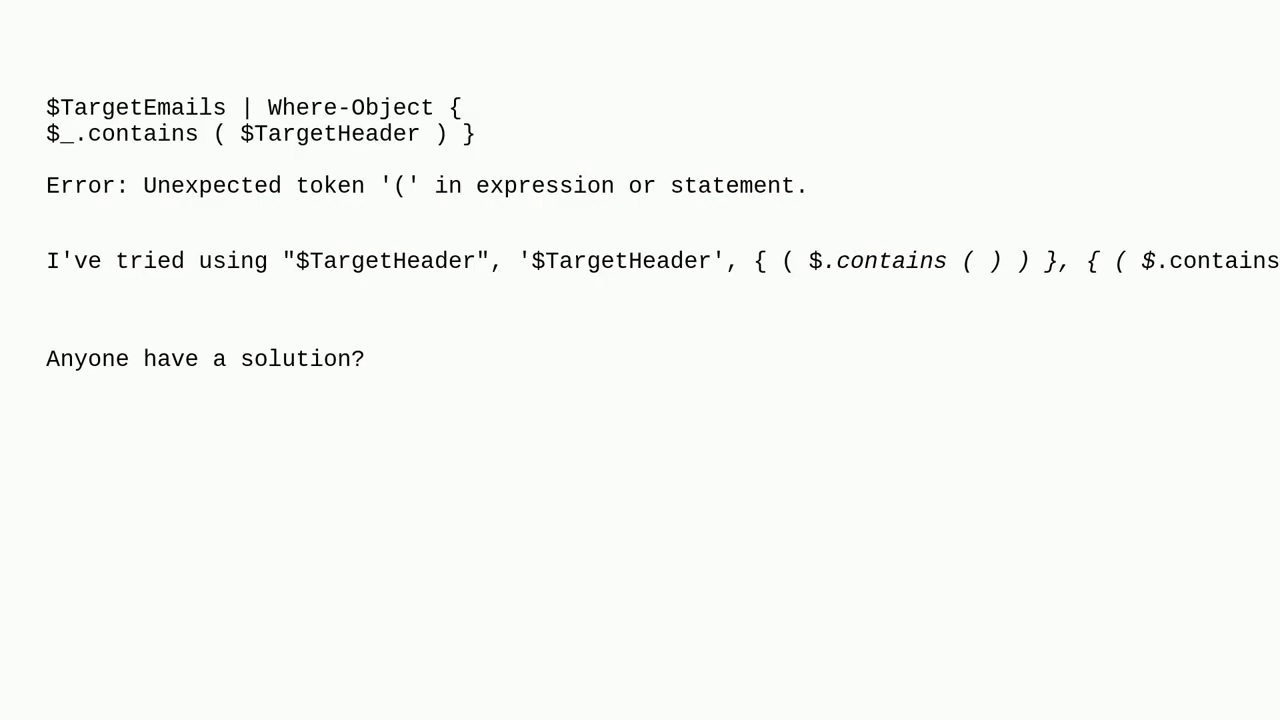 $TargetEmails | Where-Object {
$_.contains ( $TargetHeader ) }
Error: Unexpected token '(' in expression or statement.
I've tried using "$TargetHeader", '$TargetHeader', { ( $.contains ( ) ) }, { ( $.contains
Anyone have a solution?